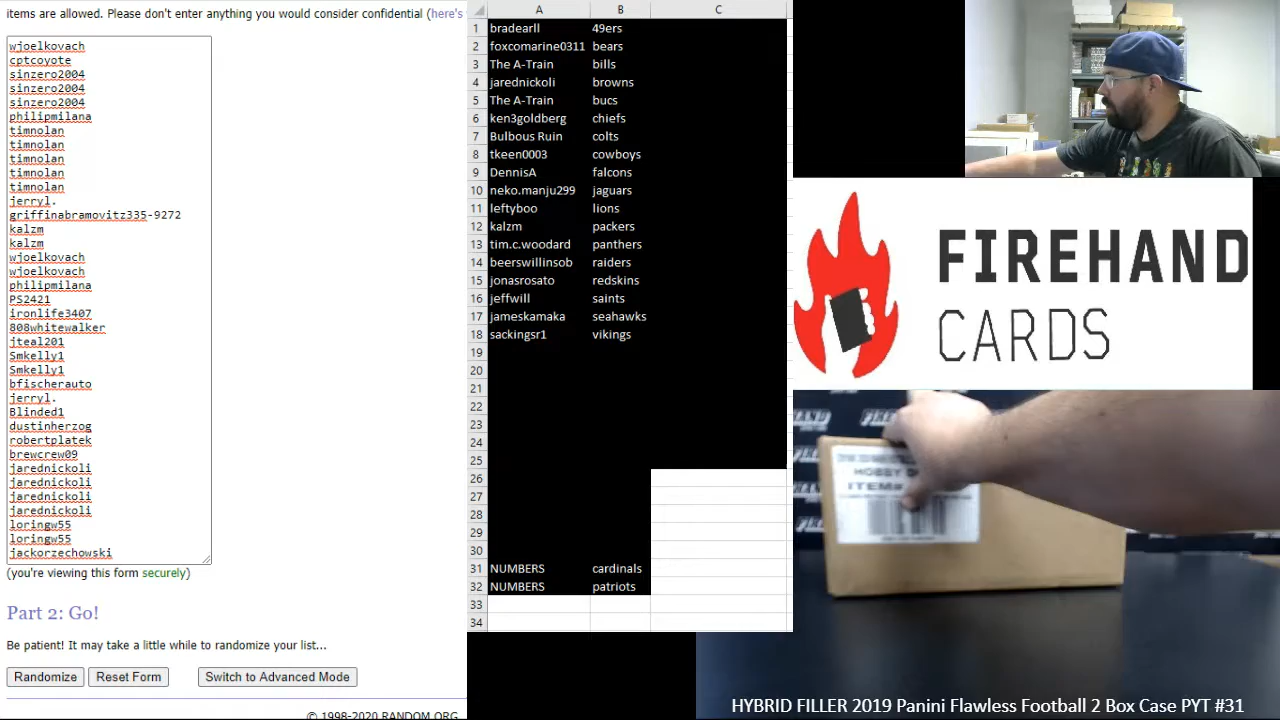 items are allowed. Please don't enter anything you would consider confidential (here's
wjoelkovach
cptcoyote
sinzero2004
sinzero2004
sinzero2004
philipmilana
timnolan
timnolan
timnolan
timnolan
timnolan
jerryl.
griffinabramovitz335-9272
kalzm
kalzm
wjoelkovach
wjoelkovach
philipmilana
PS2421
ironlife3407
808whitewalker
jteal201
Smkelly1
Smkelly1
bfischerauto
jerryl.
Blinded1
dustinherzog
robertplatek
brewcrew09
jarednickoli
jarednickoli
jarednickoli
jarednickoli
loringw55
loringw55
jackorzechowski
(you're viewing this form securely)
Part 2: Go!
Be patient! It may take a little while to randomize your list...
Randomize Reset Form Switch to Advanced Mode
© 1998-2020 RANDOM.ORG
A B C
1 bradearll 49ers
2 foxcomarine0311 bears
3 The A-Train bills
4 jarednickoli browns
5 The A-Train bucs
6 ken3goldberg chiefs
7 Bulbous Ruin colts
8 tkeen0003 cowboys
9 DennisA falcons
10 neko.manju299 jaguars
11 leftyboo lions
12 kalzm packers
13 tim.c.woodard panthers
14 beerswillinsob raiders
15 jonasrosato redskins
16 jeffwill saints
17 jameskamaka seahawks
18 sackingsr1 vikings
19
20
21
22
23
24
25
26
27
28
29
30
31 NUMBERS cardinals
32 NUMBERS patriots
33
34
FIREHAND
CARDS
HOBBY
ITEM#
HYBRID FILLER 2019 Panini Flawless Football 2 Box Case PYT #31